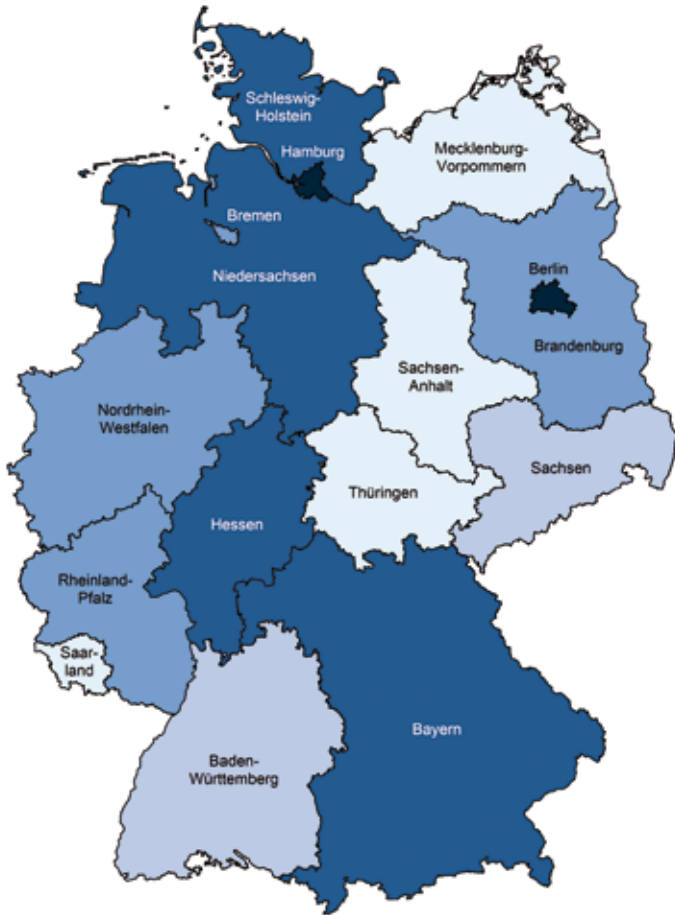 Schleswig-
Holstein
Hamburg
Mecklenburg-
Vorpommern
Bremen
Niedersachsen
Berlin
Brandenburg
Sachsen-
Anhalt
Nordrhein-
Westfalen
Sachsen
Thüringen
Hessen
Rheinland-
Pfalz
Saar-
land
Bayern
Baden-
Württemberg